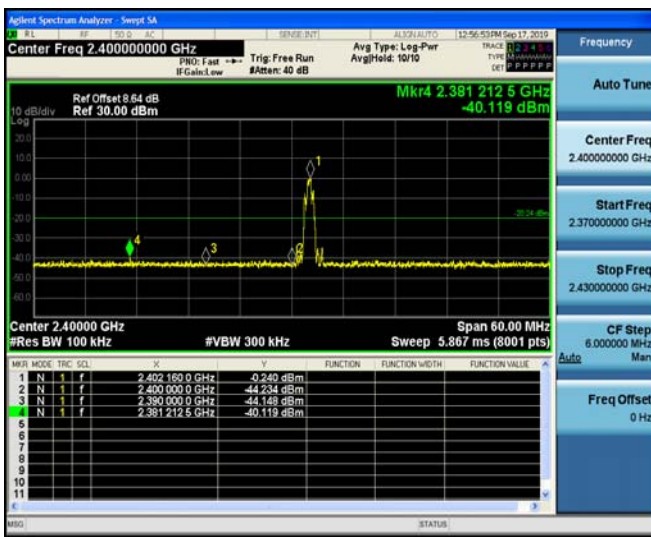 Agilent Spectrum Analyzer - Swept SA
RL RF 50 Ω AC SENSE:INT ALIGN AUTO 12:56:53 PM Sep 17, 2019
Center Freq 2.400000000 GHz
PNO: Fast
IFGain:Low
Trig: Free Run
#Atten: 40 dB
Avg Type: Log-Pwr
Avg|Hold: 10/10
TRACE 1 2 3 4 5 6
TYPE
DET P P P P P P
Ref Offset 8.64 dB
Ref 30.00 dBm
10 dB/div
Log
Mkr4 2.381 212 5 GHz
-40.119 dBm
20.0
10.0
0.00
-10.0
-20.0
-30.0
-40.0
-50.0
-60.0
1
2
3
4
-20.24 dBm
Center 2.40000 GHz
#Res BW 100 kHz
#VBW 300 kHz
Span 60.00 MHz
Sweep 5.867 ms (8001 pts)
MKR MODE TRC SCL X Y FUNCTION FUNCTION WIDTH FUNCTION VALUE
1 N 1 f 2.402 160 0 GHz -0.240 dBm
2 N 1 f 2.400 000 0 GHz -44.234 dBm
3 N 1 f 2.390 000 0 GHz -44.148 dBm
4 N 1 f 2.381 212 5 GHz -40.119 dBm
5
6
7
8
9
10
11
MSG
STATUS
Frequency
Auto Tune
Center Freq
2.400000000 GHz
Start Freq
2.370000000 GHz
Stop Freq
2.430000000 GHz
CF Step
6.000000 MHz
Auto Man
Freq Offset
0 Hz